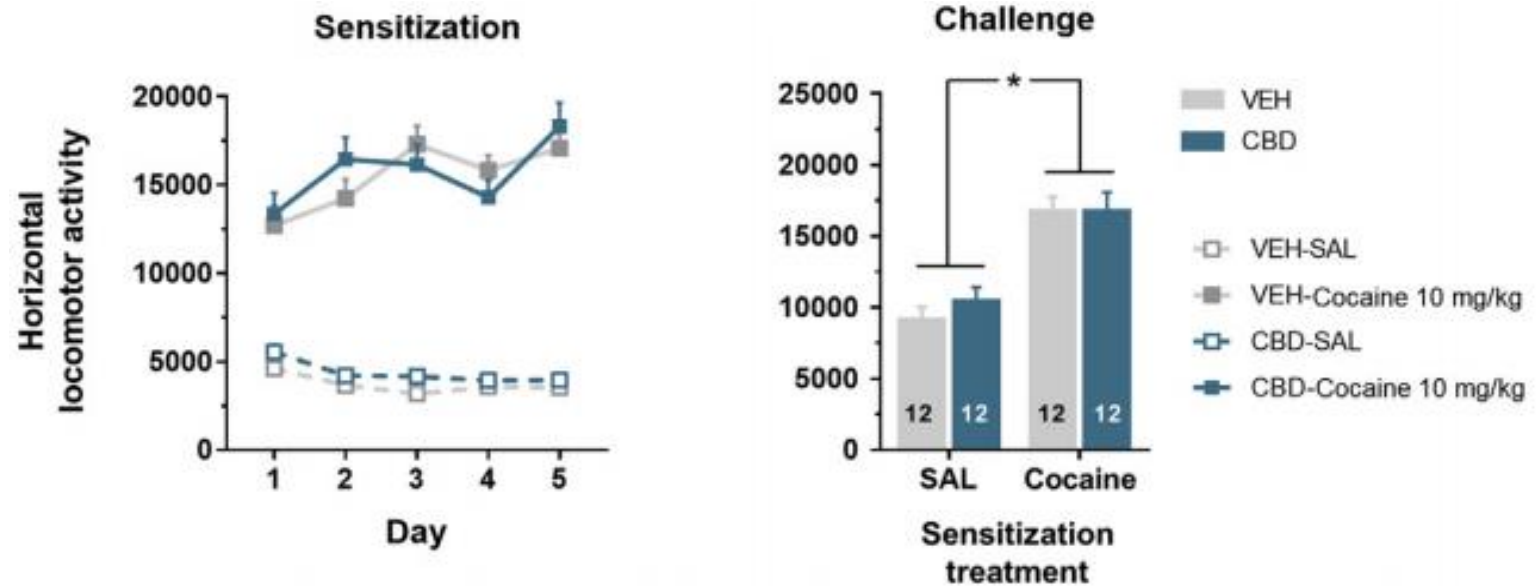 Sensitization
Horizontal
locomotor activity
20000
15000
10000
5000
0
1 2 3 4 5
Day
Challenge
*
25000
20000
15000
10000
5000
0
12 12 12 12
SAL Cocaine
Sensitization
treatment
VEH
CBD
VEH-SAL
VEH-Cocaine 10 mg/kg
CBD-SAL
CBD-Cocaine 10 mg/kg